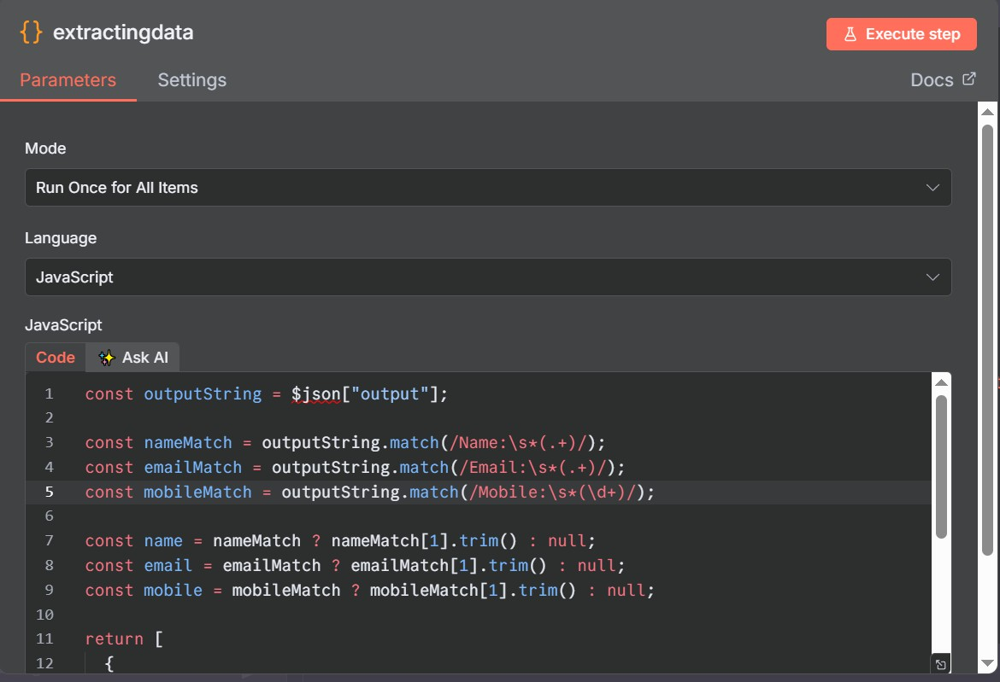 {} extractingdata
Execute step
Parameters
Settings
Docs
Mode
Run Once for All Items
Language
JavaScript
JavaScript
Code
Ask AI
1 const outputString = $json["output"];
2
3 const nameMatch = outputString.match(/Name:\s*(.+)/);
4 const emailMatch = outputString.match(/Email:\s*(.+)/);
5 const mobileMatch = outputString.match(/Mobile:\s*(\d+)/);
6
7 const name = nameMatch ? nameMatch[1].trim() : null;
8 const email = emailMatch ? emailMatch[1].trim() : null;
9 const mobile = mobileMatch ? mobileMatch[1].trim() : null;
10
11 return [
12 {